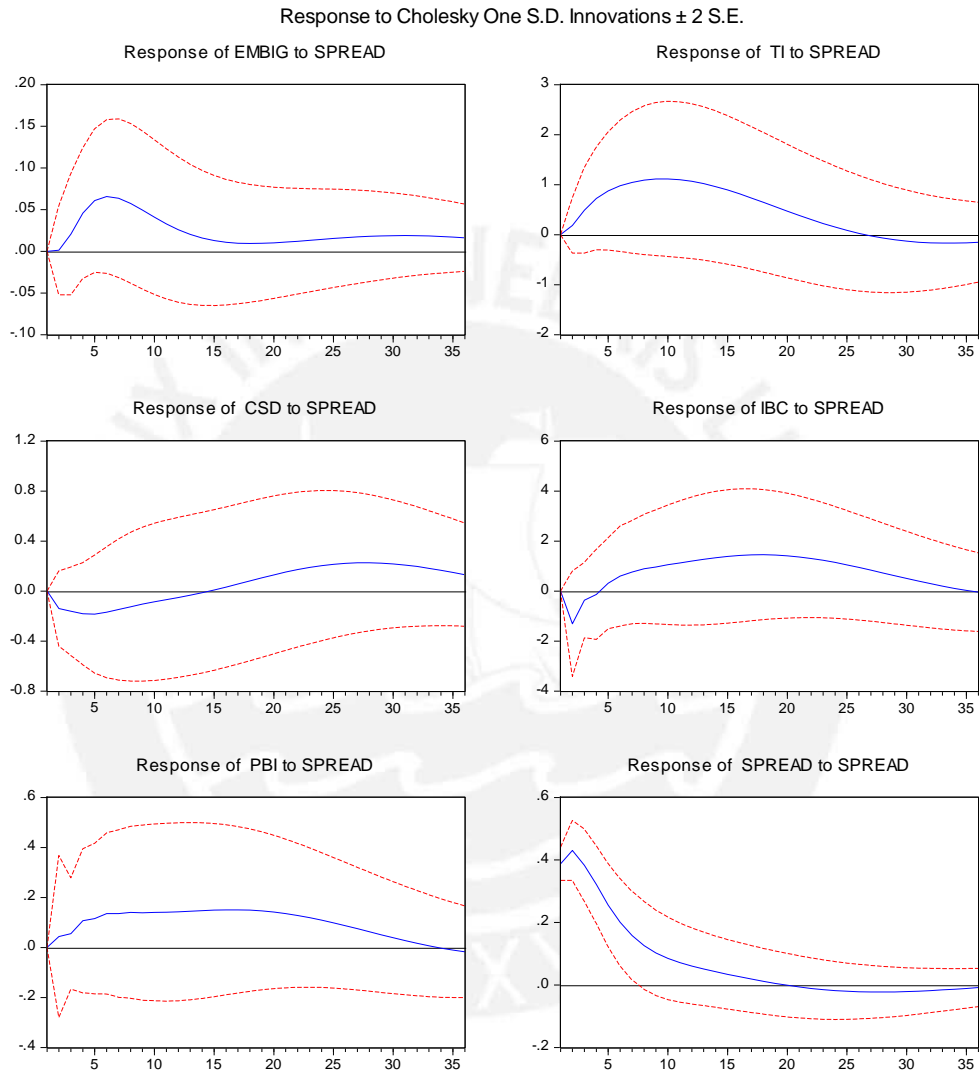 Response to Cholesky One S.D. Innovations ± 2 S.E.
Response of EMBIG to SPREAD
.20
.15
.10
.05
.00
-.05
-.10
5 10 15 20 25 30 35
Response of TI to SPREAD
3
2
1
0
-1
-2
5 10 15 20 25 30 35
Response of CSD to SPREAD
1.2
0.8
0.4
0.0
-0.4
-0.8
5 10 15 20 25 30 35
Response of IBC to SPREAD
6
4
2
0
-2
-4
5 10 15 20 25 30 35
Response of PBI to SPREAD
.6
.4
.2
.0
-.2
-.4
5 10 15 20 25 30 35
Response of SPREAD to SPREAD
.6
.4
.2
.0
-.2
5 10 15 20 25 30 35